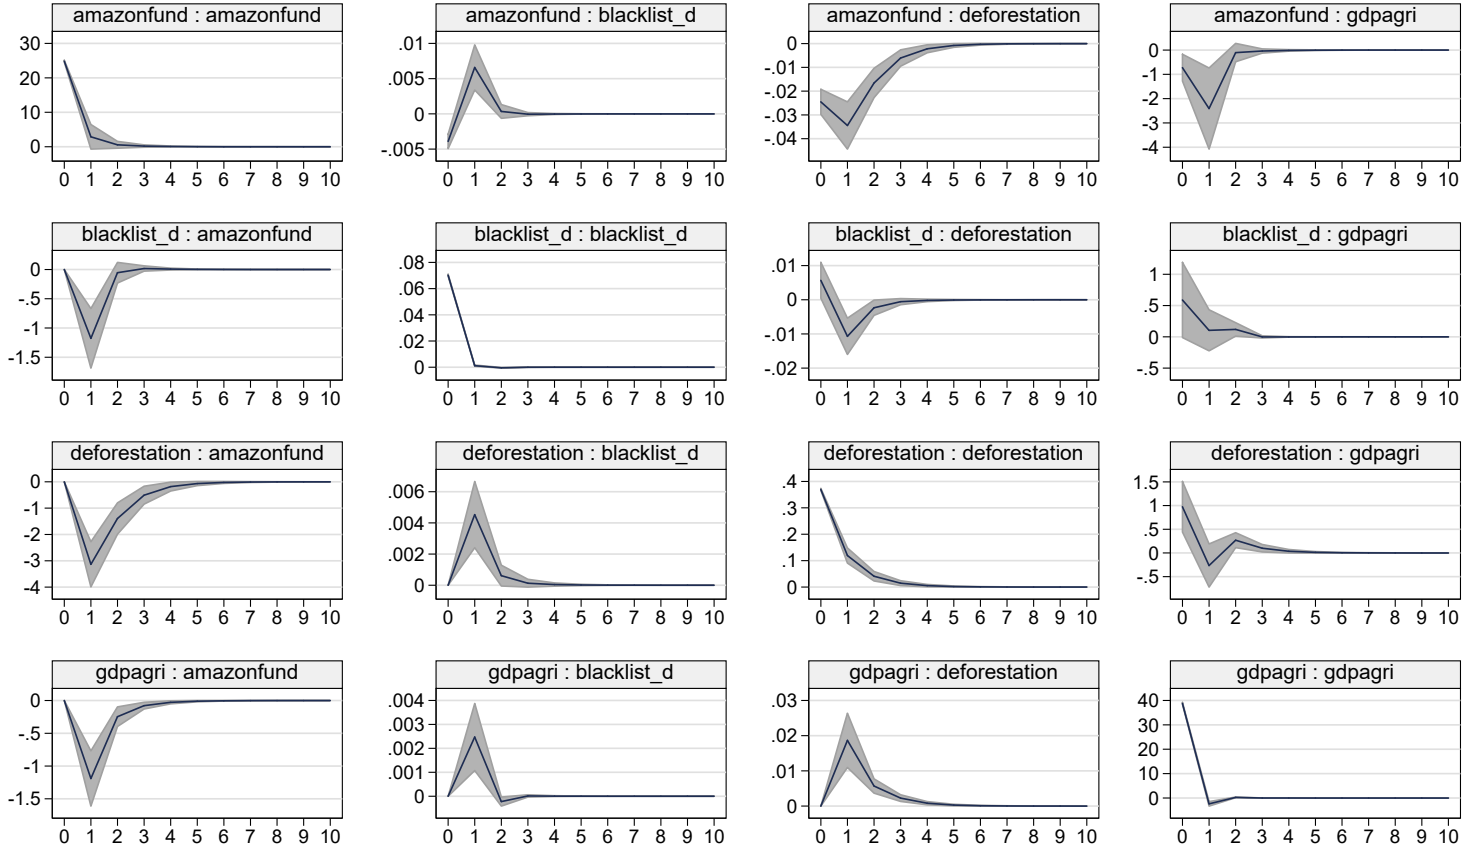 amazonfund : amazonfund
30
20
10
0
0 1 2 3 4 5 6 7 8 9 10
amazonfund : blacklist_d
.01
.005
0
-.005
0 1 2 3 4 5 6 7 8 9 10
amazonfund : deforestation
0
-.01
-.02
-.03
-.04
0 1 2 3 4 5 6 7 8 9 10
amazonfund : gdpagri
0
-1
-2
-3
-4
0 1 2 3 4 5 6 7 8 9 10
blacklist_d : amazonfund
0
-.5
-1
-1.5
0 1 2 3 4 5 6 7 8 9 10
blacklist_d : blacklist_d
.08
.06
.04
.02
0
0 1 2 3 4 5 6 7 8 9 10
blacklist_d : deforestation
.01
0
-.01
-.02
0 1 2 3 4 5 6 7 8 9 10
blacklist_d : gdpagri
1
.5
0
-.5
0 1 2 3 4 5 6 7 8 9 10
deforestation : amazonfund
0
-1
-2
-3
-4
0 1 2 3 4 5 6 7 8 9 10
deforestation : blacklist_d
.006
.004
.002
0
0 1 2 3 4 5 6 7 8 9 10
deforestation : deforestation
.4
.3
.2
.1
0
0 1 2 3 4 5 6 7 8 9 10
deforestation : gdpagri
1.5
1
.5
0
-.5
0 1 2 3 4 5 6 7 8 9 10
gdpagri : amazonfund
0
-.5
-1
-1.5
0 1 2 3 4 5 6 7 8 9 10
gdpagri : blacklist_d
.004
.003
.002
.001
0
0 1 2 3 4 5 6 7 8 9 10
gdpagri : deforestation
.03
.02
.01
0
0 1 2 3 4 5 6 7 8 9 10
gdpagri : gdpagri
40
30
20
10
0
0 1 2 3 4 5 6 7 8 9 10